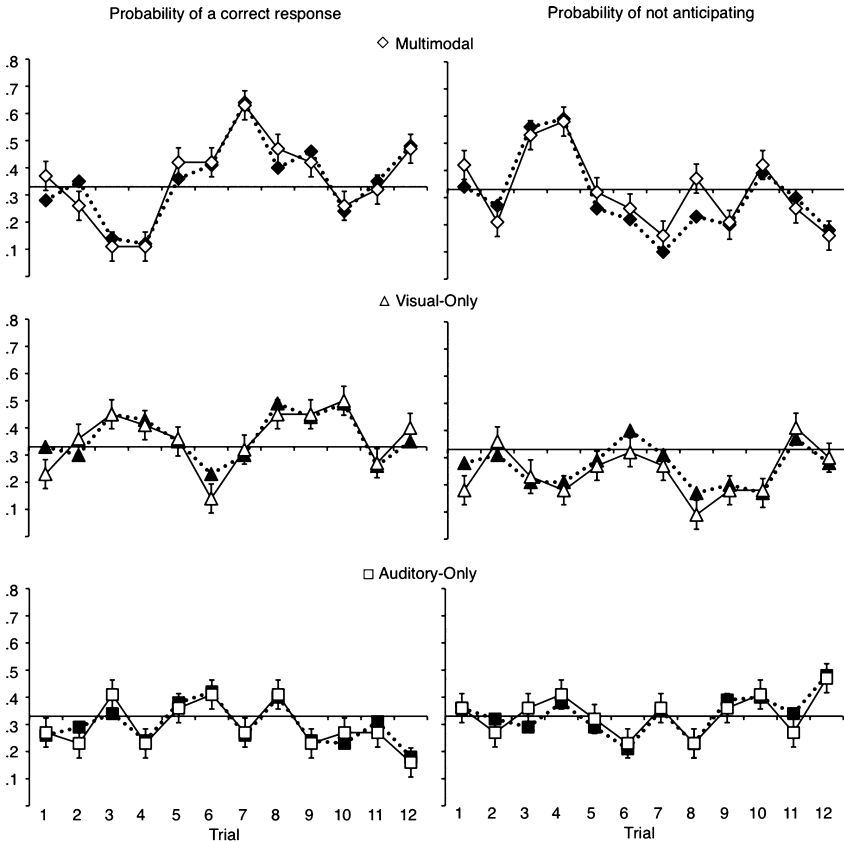 Probability of a correct response
Probability of not anticipating
Multimodal
.8
.7
.6
.5
.4
.3
.2
.1
Visual-Only
.8
.7
.6
.5
.4
.3
.2
.1
Auditory-Only
.8
.7
.6
.5
.4
.3
.2
.1
1 2 3 4 5 6 7 8 9 10 11 12
Trial
1 2 3 4 5 6 7 8 9 10 11 12
Trial